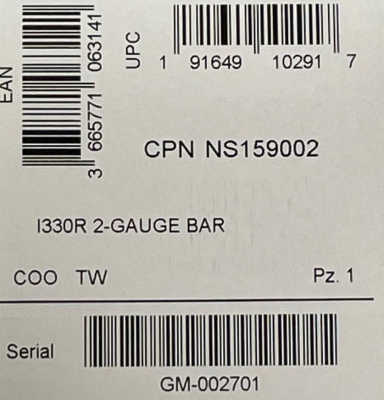 EAN
3 665771 063141
UPC
1 91649 10291 7
CPN NS159002
I330R 2-GAUGE BAR
COO TW
Pz. 1
Serial
GM-002701